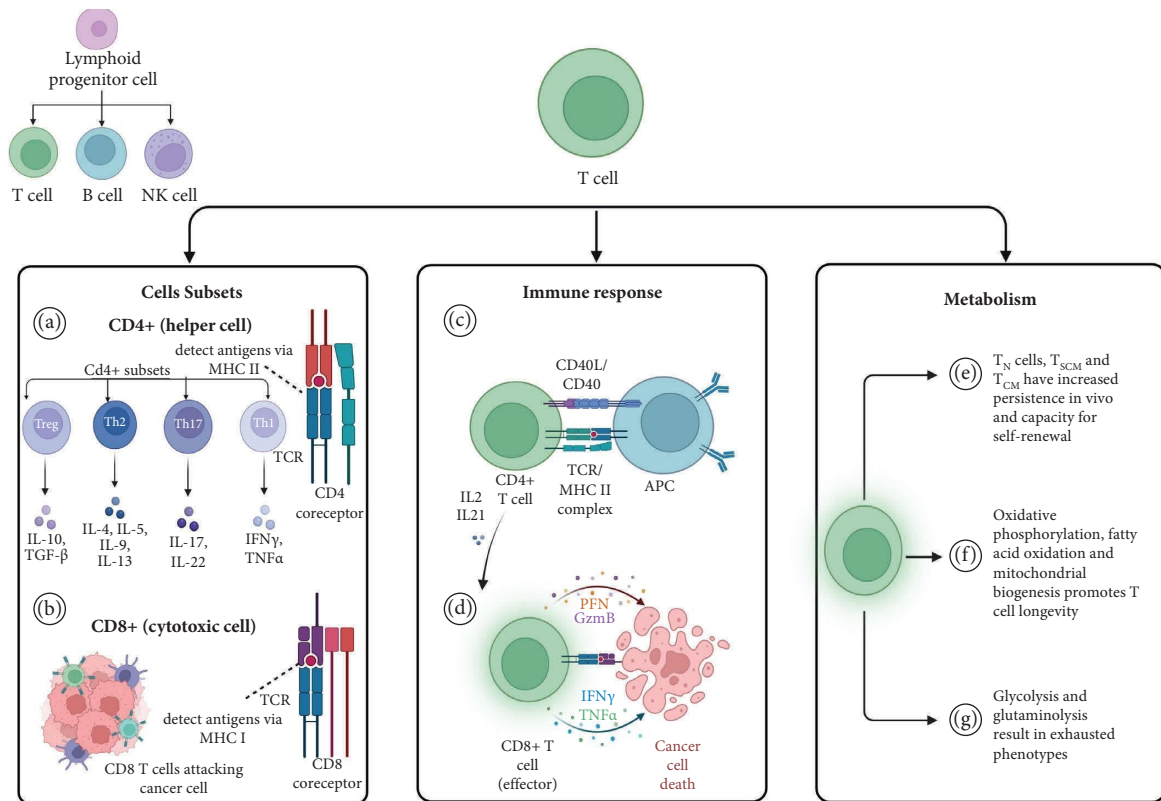 Lymphoid
progenitor cell
T cell
B cell
NK cell
T cell
Cells Subsets
(a)
CD4+ (helper cell)
detect antigens via
MHC II
Cd4+ subsets
Treg
Th2
Th17
Th1
TCR
CD4
coreceptor
IL-10,
TGF-β
IL-4, IL-5,
IL-9,
IL-13
IL-17,
IL-22
IFNγ,
TNFα
(b)
CD8+ (cytotoxic cell)
TCR
detect antigens via
MHC I
CD8 T cells attacking
cancer cell
CD8
coreceptor
Immune response
(c)
CD40L/
CD40
CD4+
T cell
TCR/
MHC II
complex
APC
IL2
IL21
(d)
PFN
GzmB
IFNγ
TNFα
CD8+ T
cell
(effector)
Cancer
cell
death
Metabolism
(e)
T_N cells, T_SCM and
T_CM have increased
persistence in vivo
and capacity for
self-renewal
(f)
Oxidative
phosphorylation, fatty
acid oxidation and
mitochondrial
biogenesis promotes T
cell longevity
(g)
Glycolysis and
glutaminolysis
result in exhausted
phenotypes